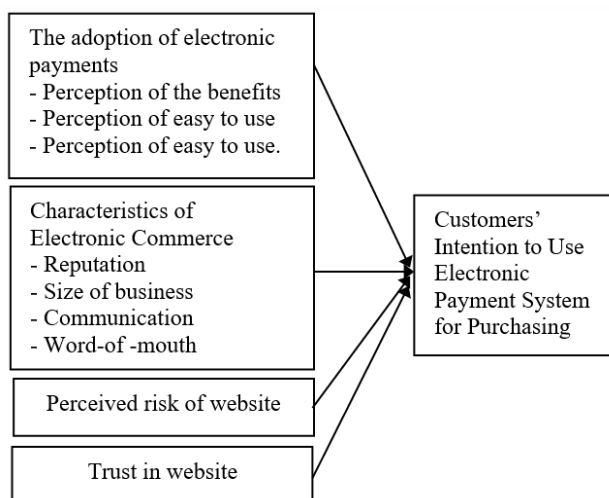 The adoption of electronic
payments
- Perception of the benefits
- Perception of easy to use
- Perception of easy to use.
Characteristics of
Electronic Commerce
- Reputation
- Size of business
- Communication
- Word-of -mouth
Perceived risk of website
Trust in website
Customers’
Intention to Use
Electronic
Payment System
for Purchasing